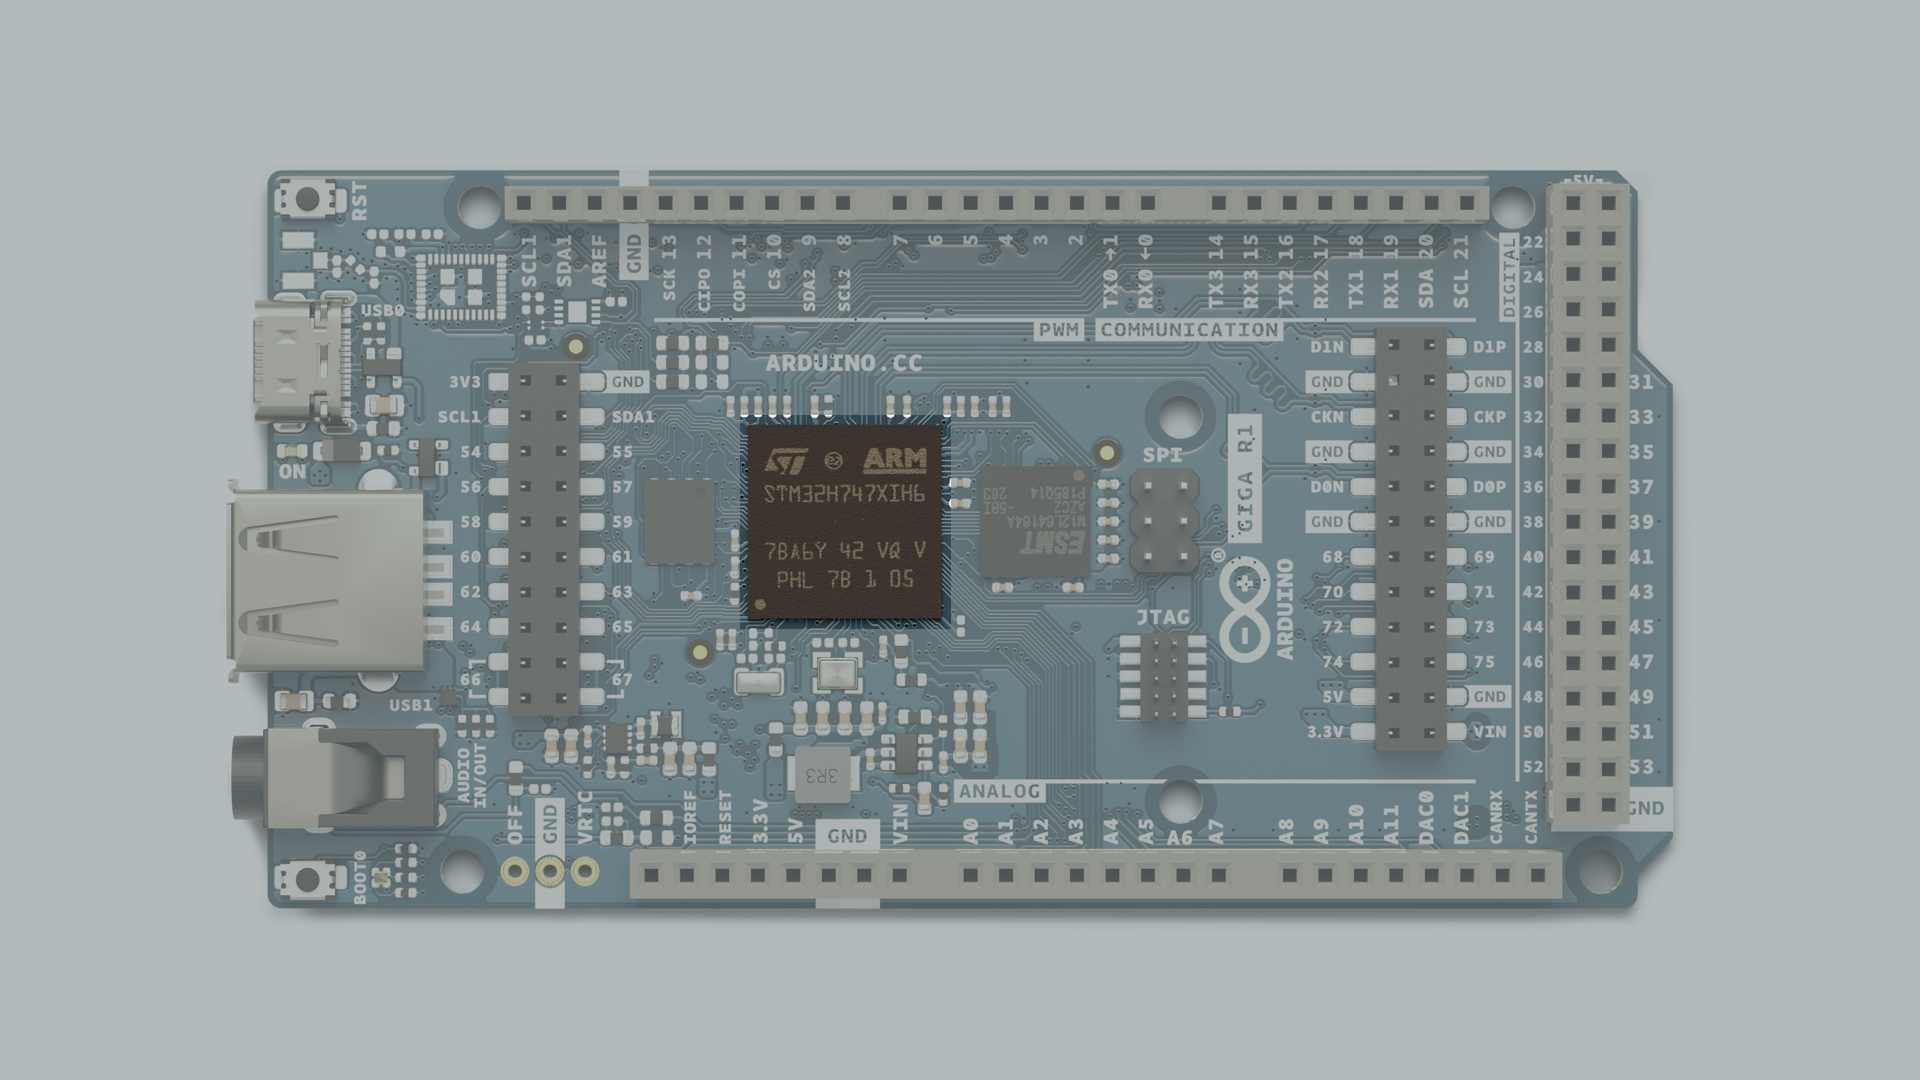 RST
SCL1
SDA1
AREF
GND
SCK 13
CIPO 12
COPI 11
CS 10
SDA2 9
SCL2 8
7
6
5
4
3
2
TX0→1
RX0←0
TX3 14
RX3 15
TX2 16
RX2 17
TX1 18
RX1 19
SDA 20
SCL 21
5V
DIGITAL
22
24
26
28
30 31
32 33
34 35
36 37
38 39
40 41
42 43
44 45
46 47
48 49
50 51
52 53
GND
USB0
PWM COMMUNICATION
ARDUINO.CC
3V3 GND
SCL1 SDA1
54 55
56 57
58 59
60 61
62 63
64 65
66 67
ON
ARM
STM32H747XIH6
7BA6Y 42 VQ V
PHL 7B 1 05
ESMT
M12L64164A
-5BI
AZC2
P185Q14
203
SPI
JTAG
GIGA R1
®
ARDUINO
D1N D1P
GND GND
CKN CKP
GND GND
D0N D0P
GND GND
68 69
70 71
72 73
74 75
5V GND
3.3V VIN
USB1
AUDIO
IN/OUT
3R3
ANALOG
BOOT0
OFF
GND
VRTC
IOREF
RESET
3.3V
5V
GND
VIN
A0
A1
A2
A3
A4
A5
A6
A7
A8
A9
A10
A11
DAC0
DAC1
CANRX
CANTX